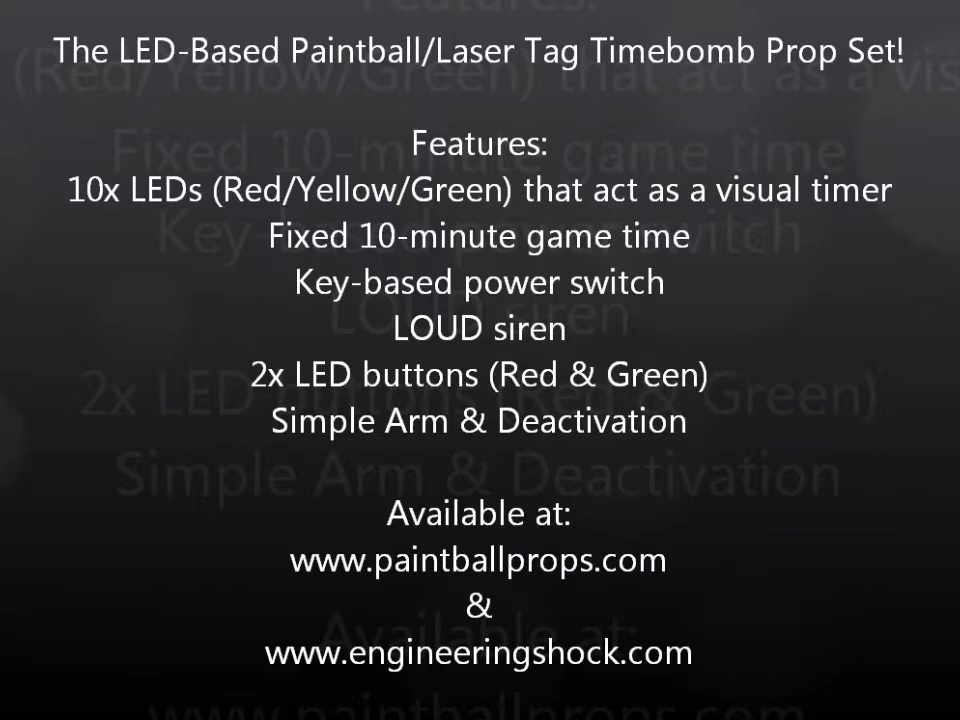 The LED-Based Paintball/Laser Tag Timebomb Prop Set!
Features:
10x LEDs (Red/Yellow/Green) that act as a visual timer
Fixed 10-minute game time
Key-based power switch
LOUD siren
2x LED buttons (Red & Green)
Simple Arm & Deactivation
Available at:
www.paintballprops.com
&
www.engineeringshock.com